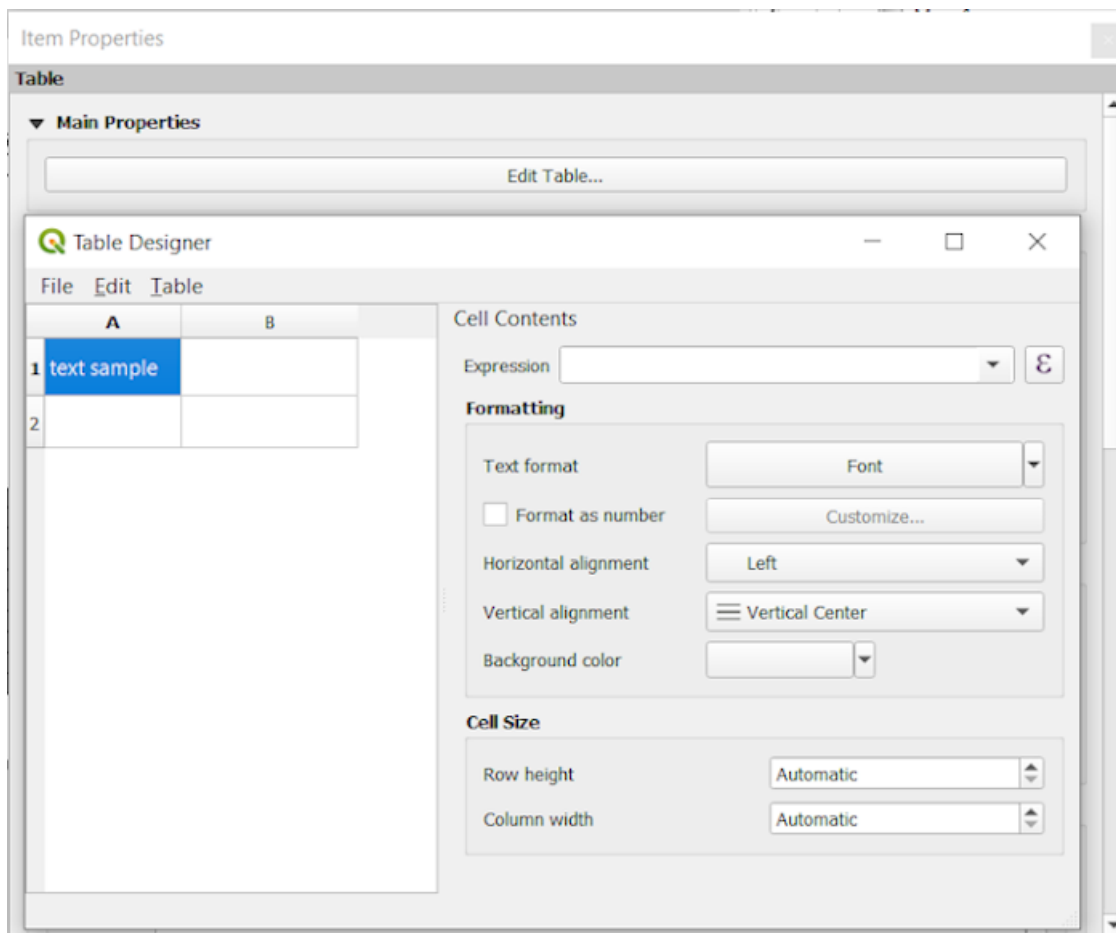 Item Properties
Table
Main Properties
Edit Table...
Table Designer
File Edit Table
A B
Cell Contents
1 text sample
Expression ε
2
Formatting
Text format Font
Format as number Customize...
Horizontal alignment Left
Vertical alignment Vertical Center
Background color
Cell Size
Row height Automatic
Column width Automatic